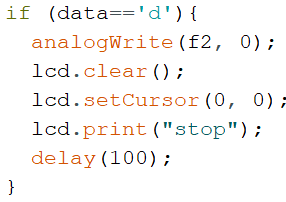 if (data=='d'){
  analogWrite(f2, 0);
  lcd.clear();
  lcd.setCursor(0, 0);
  lcd.print("stop");
  delay(100);
}